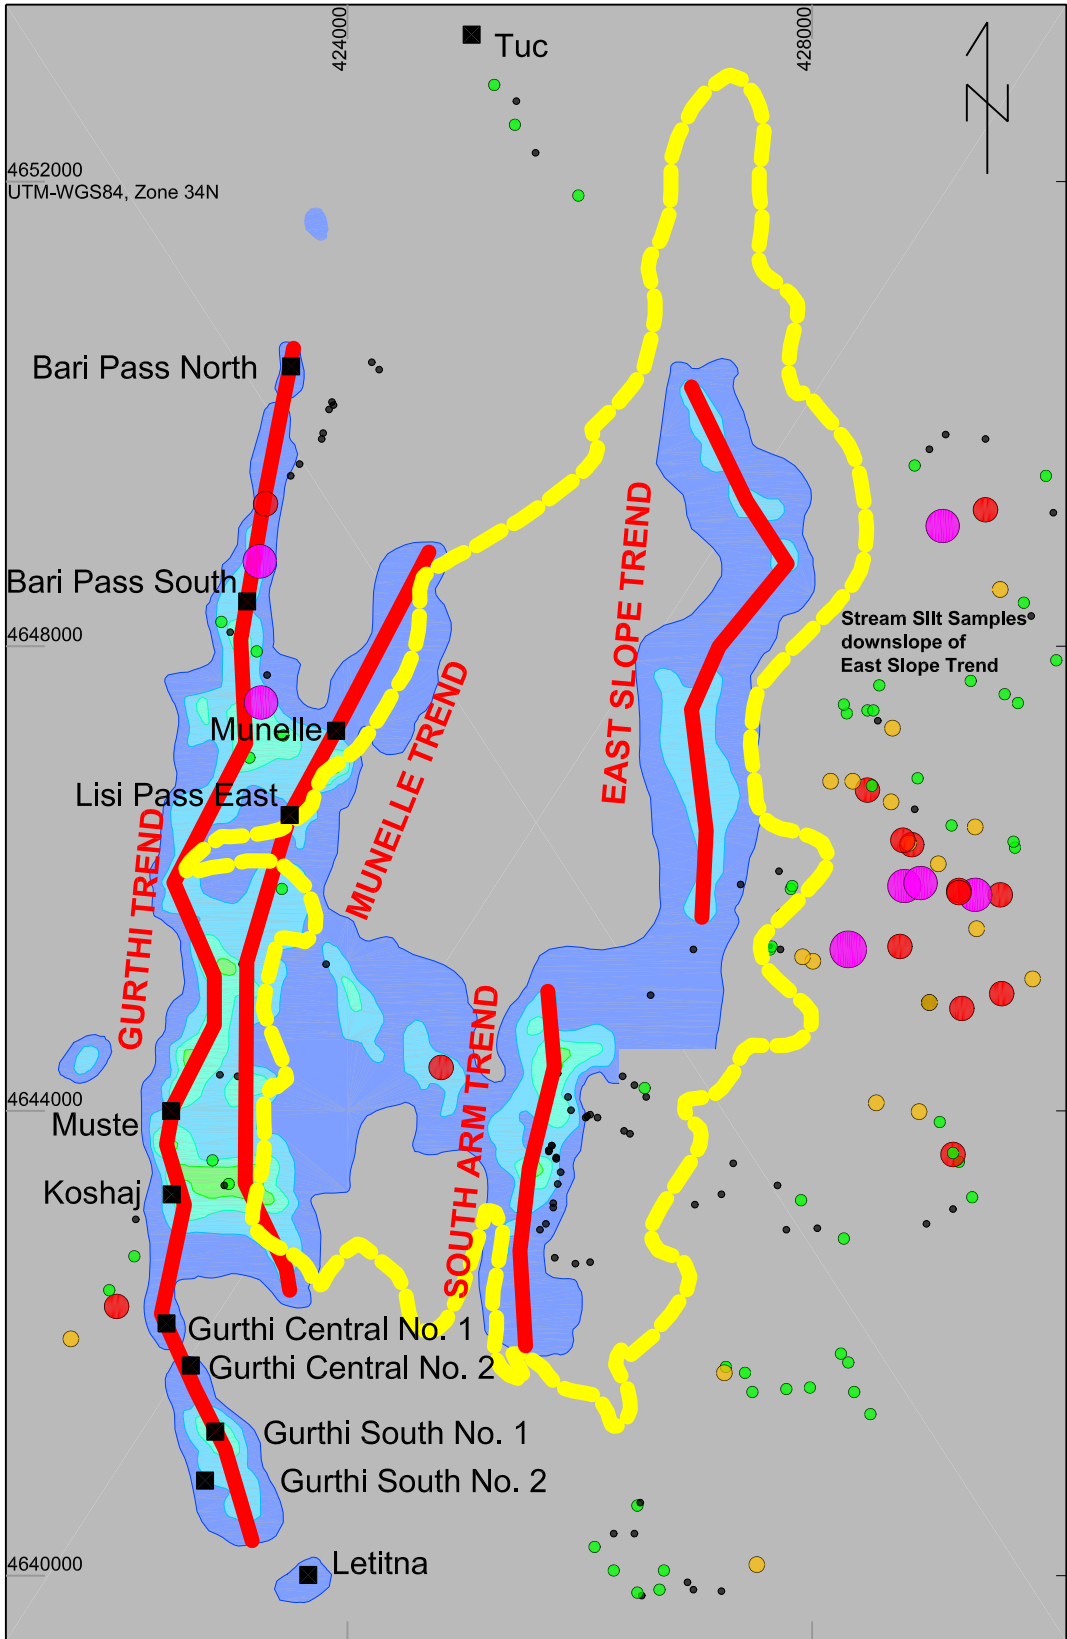 424000
428000
Tuc
N
4652000
UTM-WGS84, Zone 34N
Bari Pass North
EAST SLOPE TREND
Bari Pass South
Stream SIlt Samples
downslope of
East Slope Trend
4648000
Munelle
MUNELLE TREND
Lisi Pass East
GURTHI TREND
SOUTH ARM TREND
4644000
Muste
Koshaj
Gurthi Central No. 1
Gurthi Central No. 2
Gurthi South No. 1
Gurthi South No. 2
4640000
Letitna